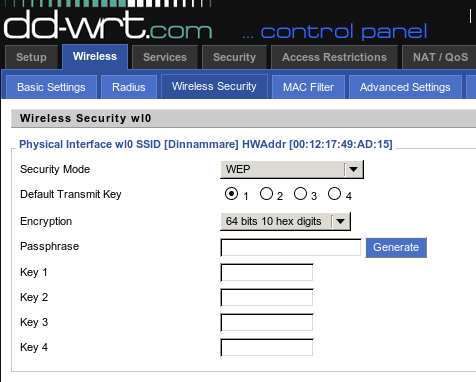 dd-wrt.com ... control panel
Setup Wireless Services Security Access Restrictions NAT / QoS
Basic Settings Radius Wireless Security MAC Filter Advanced Settings
Wireless Security wl0
Physical Interface wl0 SSID [Dinnammare] HWAddr [00:12:17:49:AD:15]
Security Mode WEP
Default Transmit Key 1 2 3 4
Encryption 64 bits 10 hex digits
Passphrase Generate
Key 1
Key 2
Key 3
Key 4